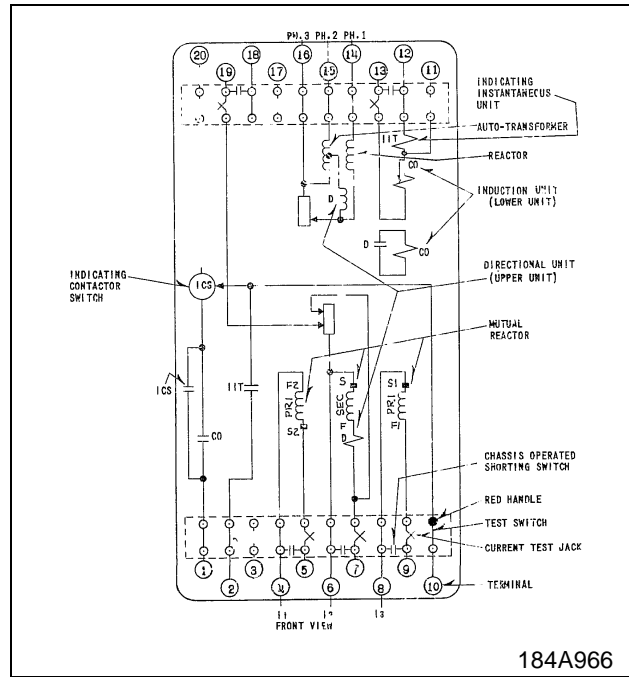 PH.3 PH.2 PH.1
20
19
18
17
16
15
14
13
12
11
INDICATING
INSTANTANEOUS
UNIT
AUTO-TRANSFORMER
REACTOR
IIT
CO
INDUCTION UNIT
(LOWER UNIT)
D
D
CO
DIRECTIONAL UNIT
(UPPER UNIT)
INDICATING
CONTACTOR
SWITCH
ICS
MUTUAL
REACTOR
ICS
IIT
CO
F2
PRI
S2
S
SEC
F
D
S1
PRI
F1
CHASSIS OPERATED
SHORTING SWITCH
RED HANDLE
TEST SWITCH
CURRENT TEST JACK
TERMINAL
1
2
3
4
5
6
7
8
9
10
I1
I2
I3
FRONT VIEW
184A966